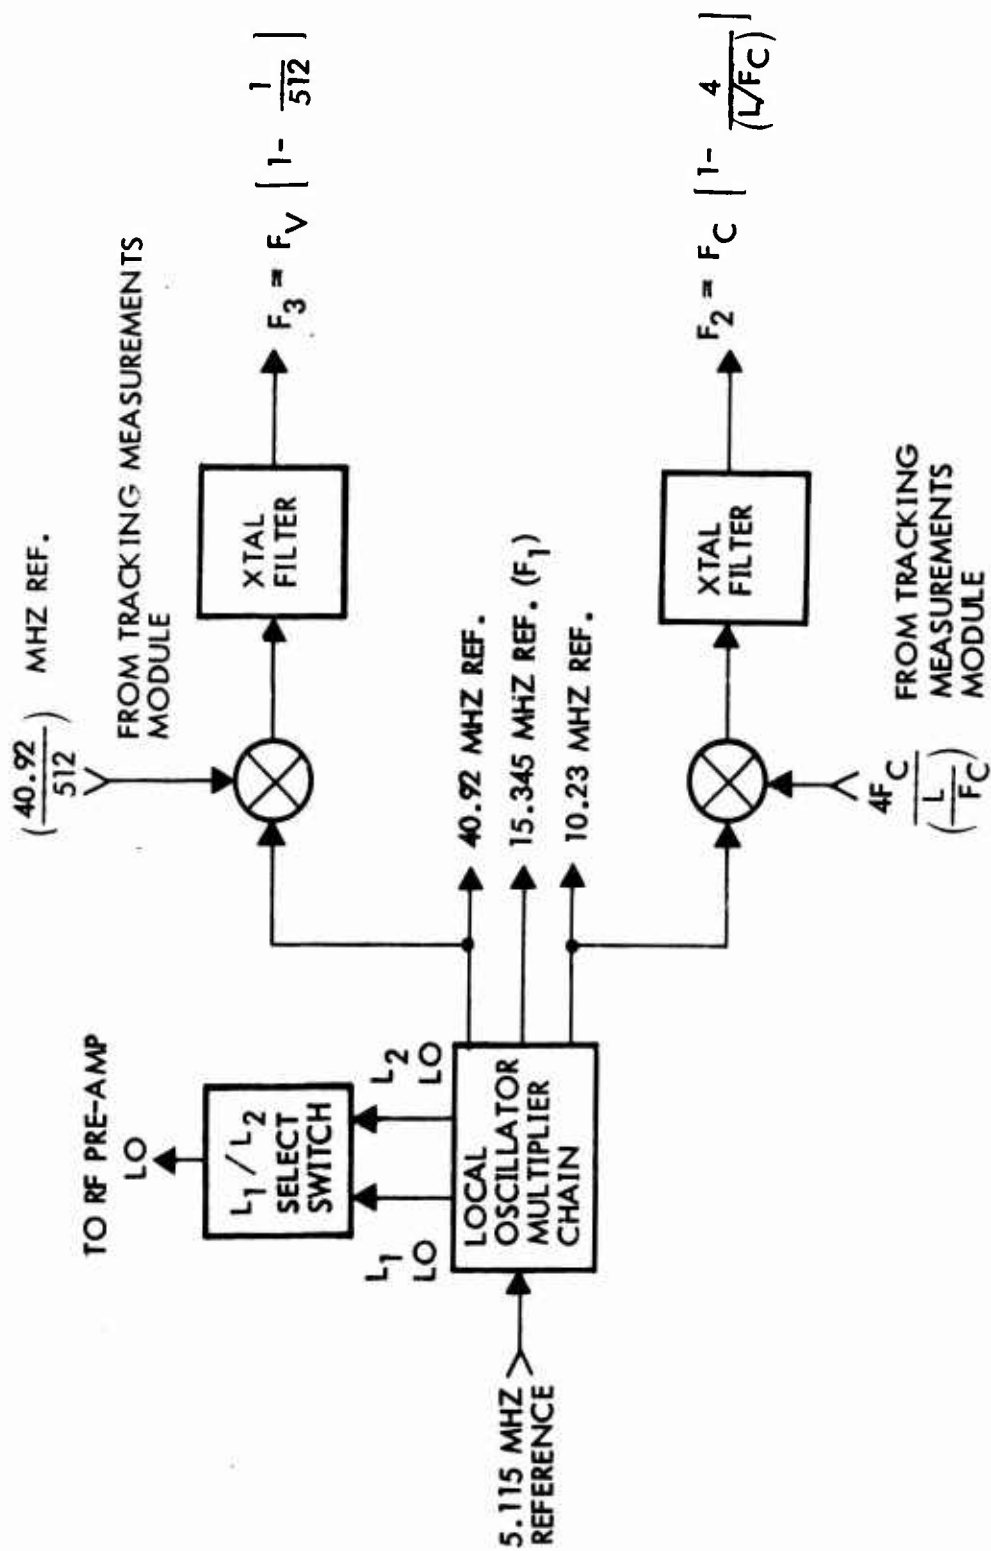 (40.92/512) MHZ REF.
FROM TRACKING MEASUREMENTS
MODULE
TO RF PRE-AMP
LO
L1 / L2
SELECT
SWITCH
XTAL
FILTER
F3 = FV [1- 1/512]
L1
LO
L2
LO
5.115 MHZ
REFERENCE
LOCAL
OSCILLATOR
MULTIPLIER
CHAIN
40.92 MHZ REF.
15.345 MHZ REF. (F1)
10.23 MHZ REF.
XTAL
FILTER
F2 = FC [1- 4/(L/FC)]
4FC/(L/FC)
FROM TRACKING
MEASUREMENTS
MODULE